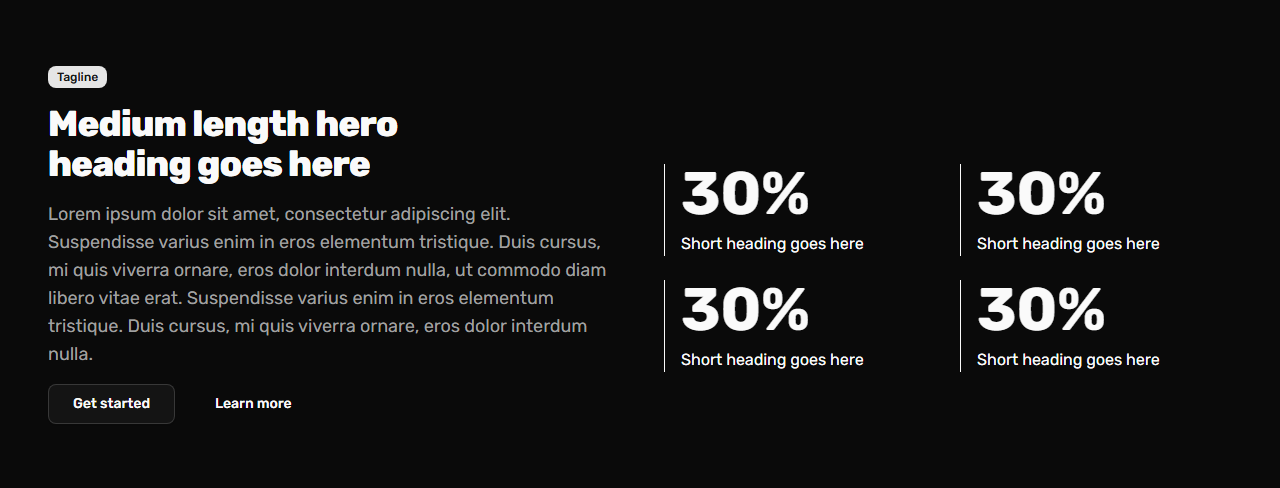 Tagline
Medium length hero
heading goes here
Lorem ipsum dolor sit amet, consectetur adipiscing elit.
Suspendisse varius enim in eros elementum tristique. Duis cursus,
mi quis viverra ornare, eros dolor interdum nulla, ut commodo diam
libero vitae erat. Suspendisse varius enim in eros elementum
tristique. Duis cursus, mi quis viverra ornare, eros dolor interdum
nulla.
Get started
Learn more
30%
Short heading goes here
30%
Short heading goes here
30%
Short heading goes here
30%
Short heading goes here